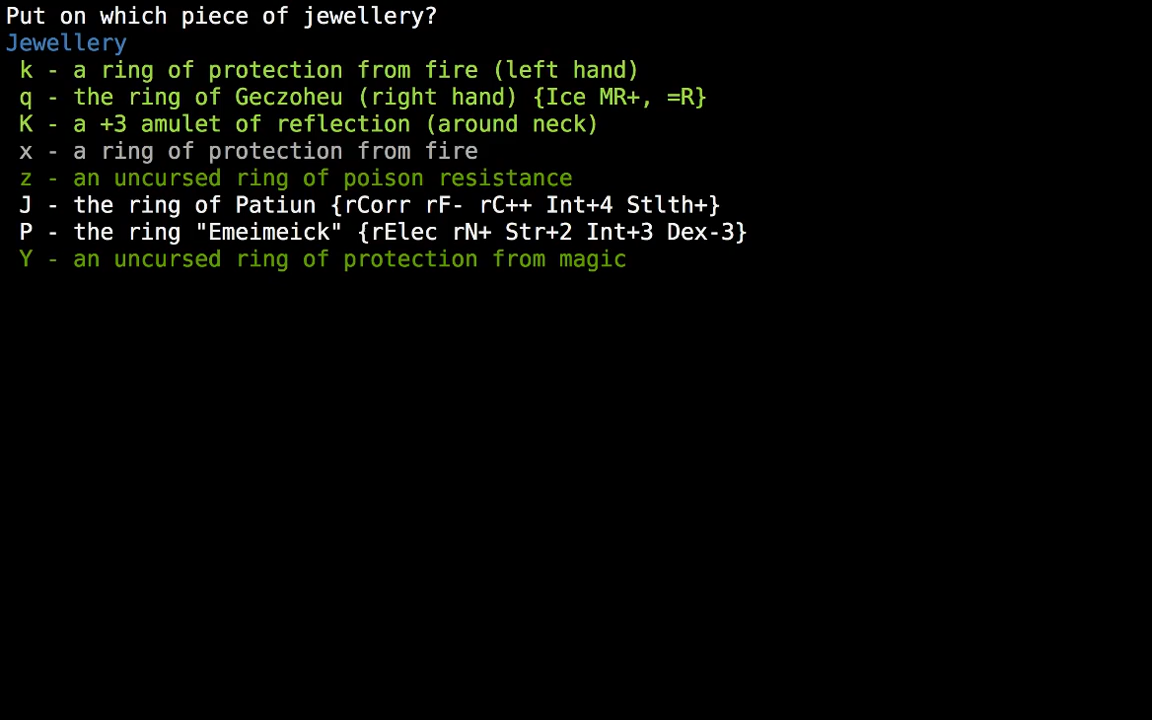 Put on which piece of jewellery?
Jewellery
k - a ring of protection from fire (left hand)
q - the ring of Geczoheu (right hand) {Ice MR+, =R}
K - a +3 amulet of reflection (around neck)
x - a ring of protection from fire
z - an uncursed ring of poison resistance
J - the ring of Patiun {rCorr rF- rC++ Int+4 Stlth+}
P - the ring "Emeimeick" {rElec rN+ Str+2 Int+3 Dex-3}
Y - an uncursed ring of protection from magic